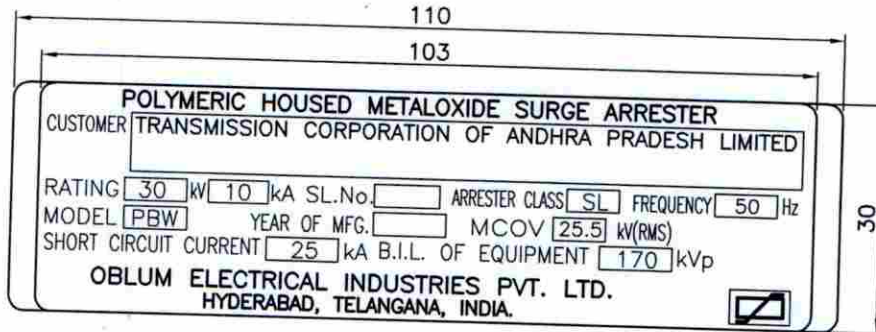 110
103
POLYMERIC HOUSED METALOXIDE SURGE ARRESTER
CUSTOMER TRANSMISSION CORPORATION OF ANDHRA PRADESH LIMITED
RATING 30 kV 10 kA SL.No. ARRESTER CLASS SL FREQUENCY 50 Hz
MODEL PBW YEAR OF MFG. MCOV 25.5 kV(RMS)
SHORT CIRCUIT CURRENT 25 kA B.I.L. OF EQUIPMENT 170 kVp
OBLUM ELECTRICAL INDUSTRIES PVT. LTD.
HYDERABAD, TELANGANA, INDIA.
30